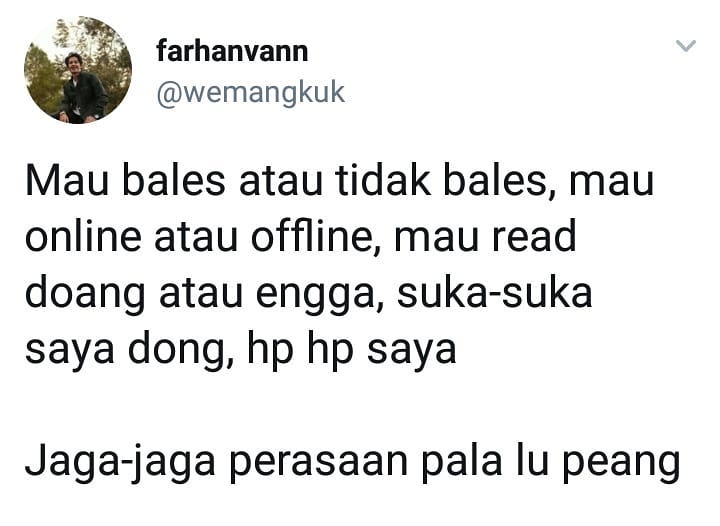 farhanvann
@wemangkuk
Mau bales atau tidak bales, mau
online atau offline, mau read
doang atau engga, suka-suka
saya dong, hp hp saya
Jaga-jaga perasaan pala lu peang